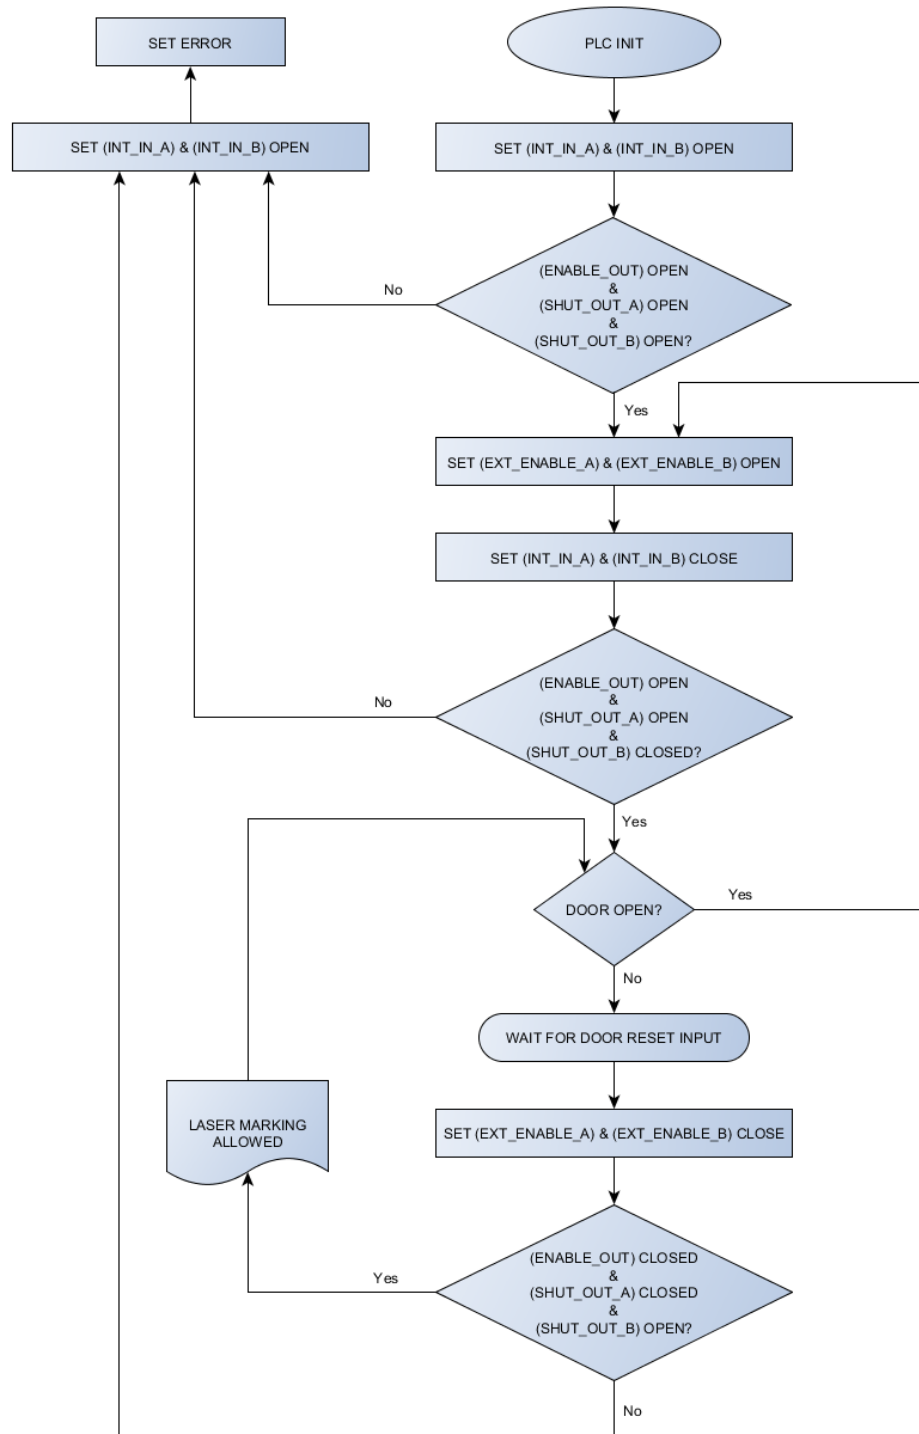 SET ERROR
PLC INIT
SET (INT_IN_A) & (INT_IN_B) OPEN
SET (INT_IN_A) & (INT_IN_B) OPEN
(ENABLE_OUT) OPEN
&
(SHUT_OUT_A) OPEN
&
(SHUT_OUT_B) OPEN?
No
Yes
SET (EXT_ENABLE_A) & (EXT_ENABLE_B) OPEN
SET (INT_IN_A) & (INT_IN_B) CLOSE
(ENABLE_OUT) OPEN
&
(SHUT_OUT_A) OPEN
&
(SHUT_OUT_B) CLOSED?
No
Yes
DOOR OPEN?
Yes
No
WAIT FOR DOOR RESET INPUT
LASER MARKING
ALLOWED
SET (EXT_ENABLE_A) & (EXT_ENABLE_B) CLOSE
(ENABLE_OUT) CLOSED
&
(SHUT_OUT_A) CLOSED
&
(SHUT_OUT_B) OPEN?
Yes
No